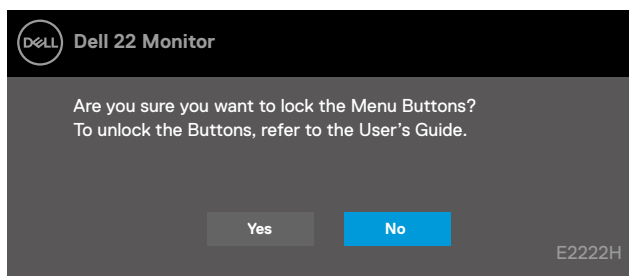 DELL Dell 22 Monitor
Are you sure you want to lock the Menu Buttons?
To unlock the Buttons, refer to the User's Guide.
Yes No
E2222H